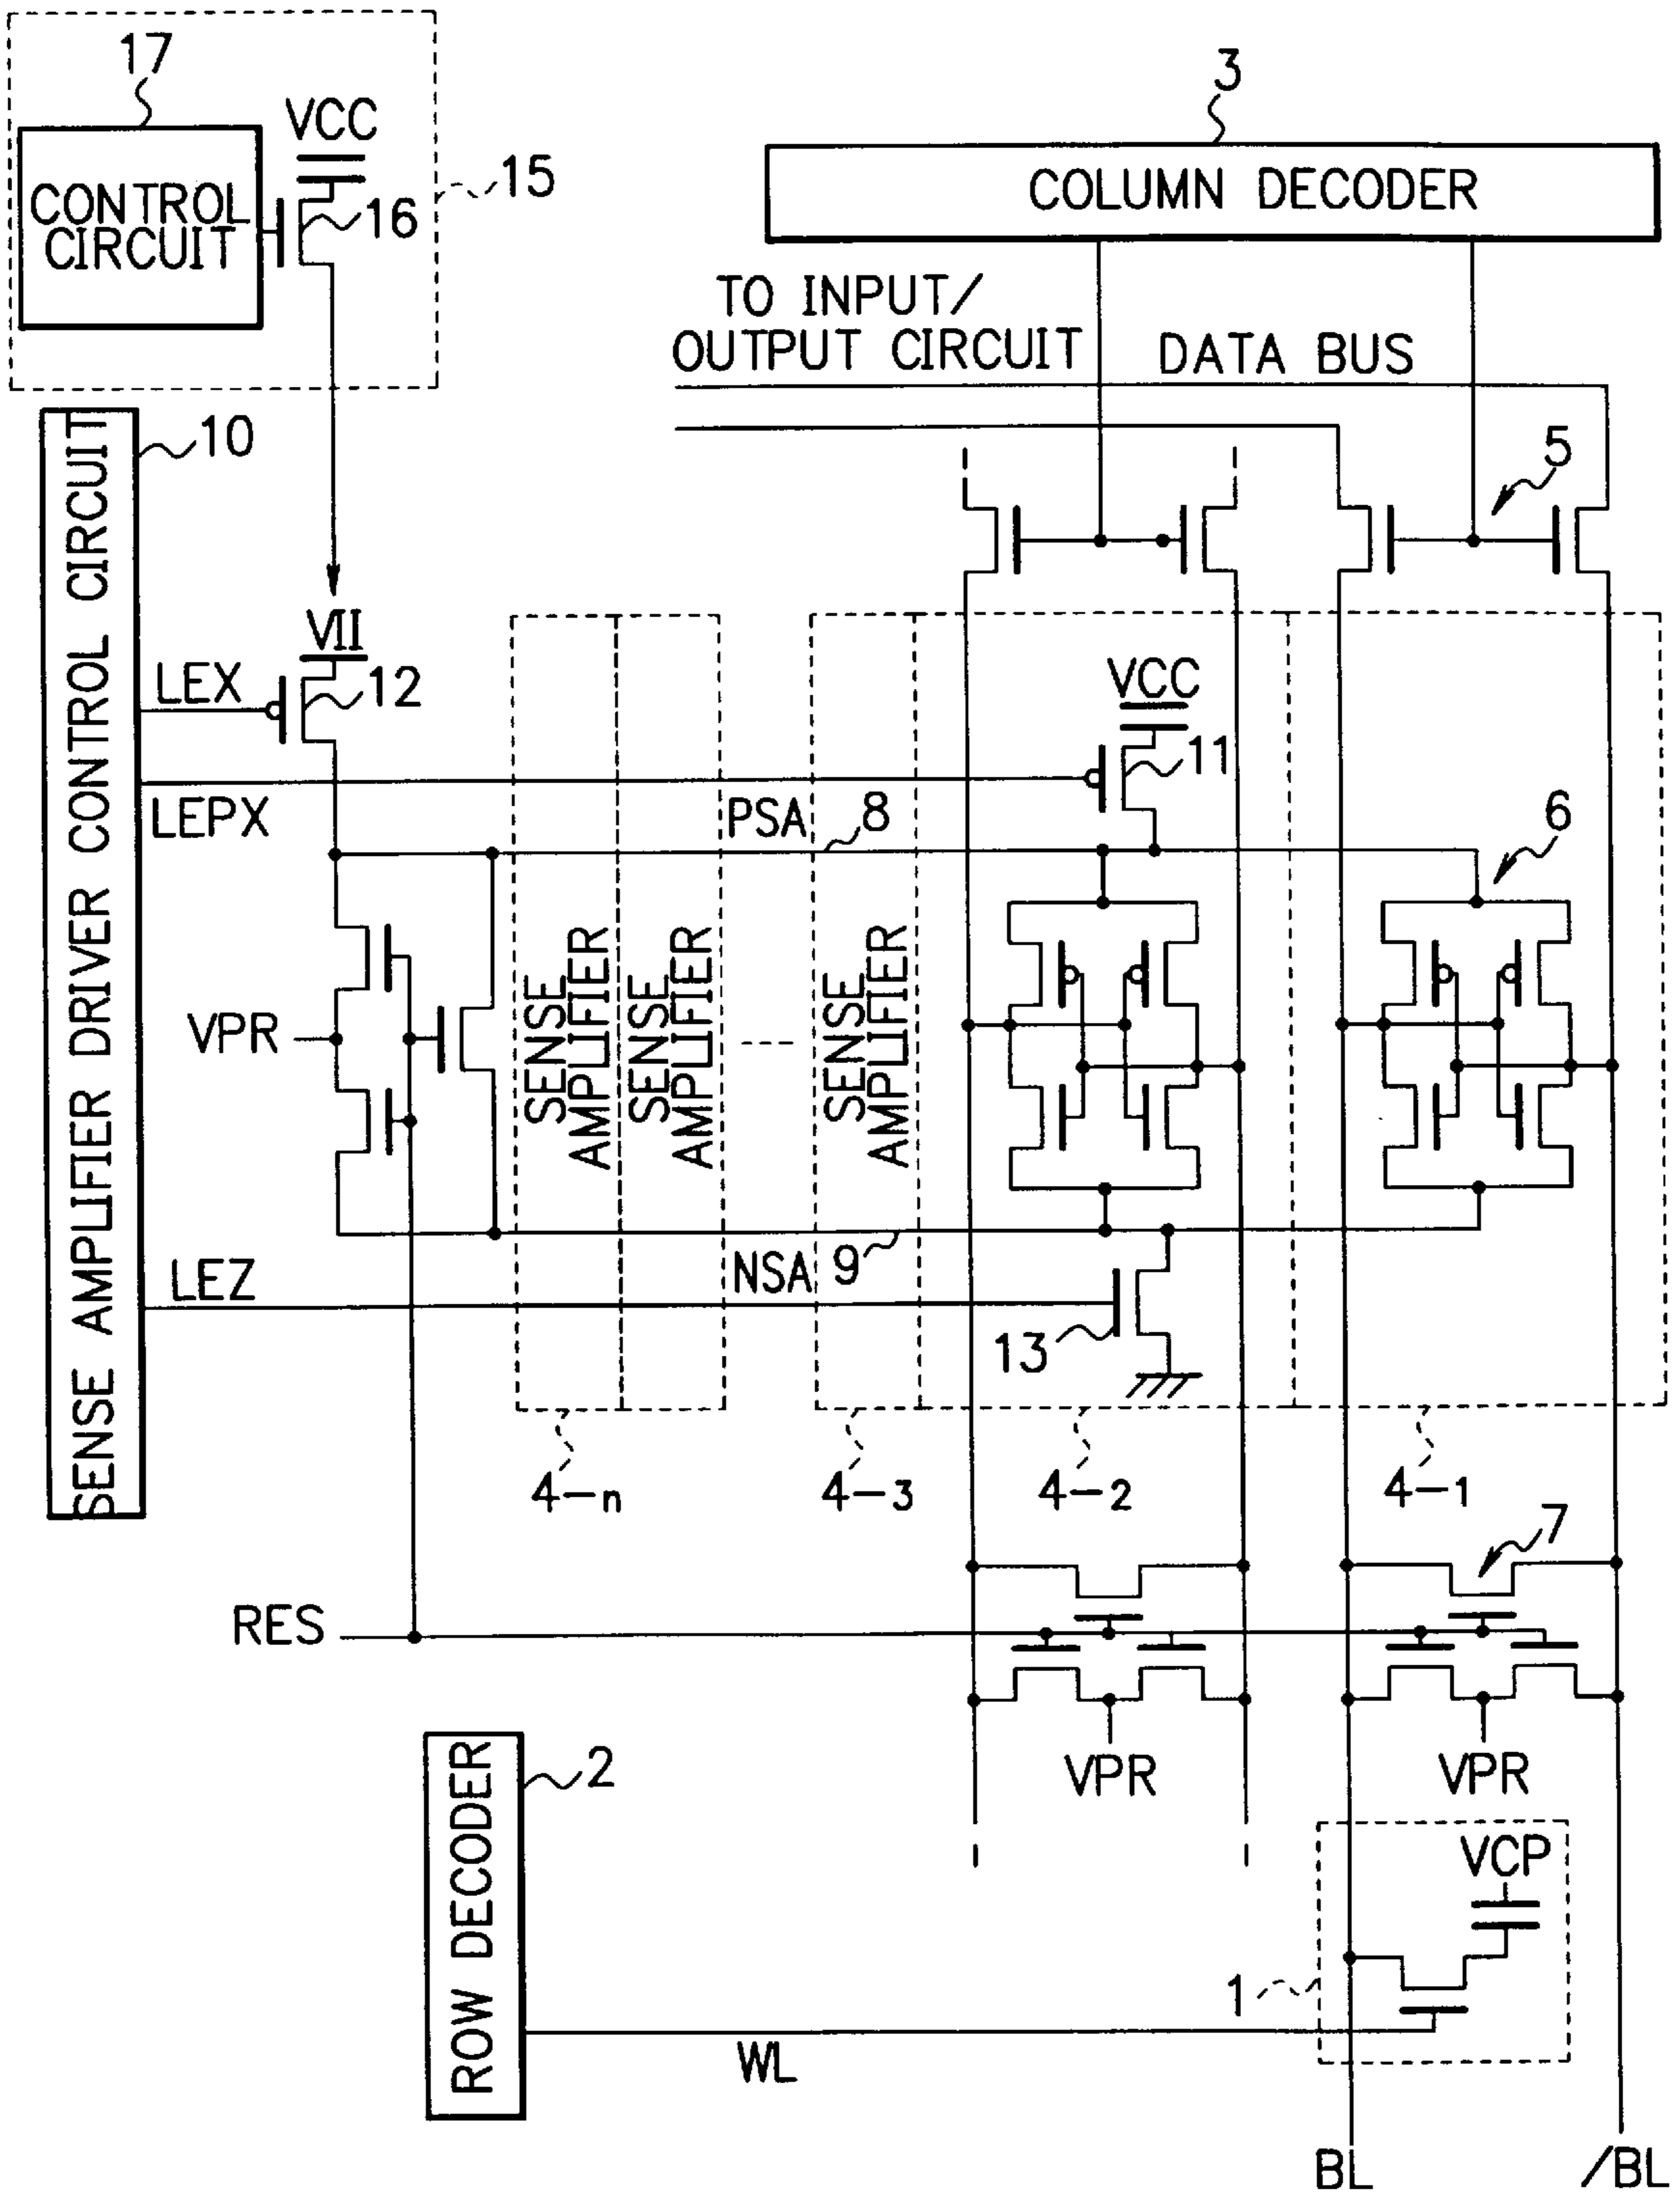 17
VCC
3
CONTROL
CIRCUIT
16
15
COLUMN DECODER
TO INPUT/
OUTPUT CIRCUIT
DATA BUS
10
5
SENSE AMPLIFIER DRIVER CONTROL CIRCUIT
VII
LEX
12
VCC
11
LEPX
PSA
8
6
VPR
SENSE
AMPLIFIER
SENSE
AMPLIFIER
SENSE
AMPLIFIER
LEZ
NSA
9
13
4-n
4-3
4-2
4-1
7
RES
VPR
VPR
2
ROW DECODER
VCP
1
WL
BL
/BL